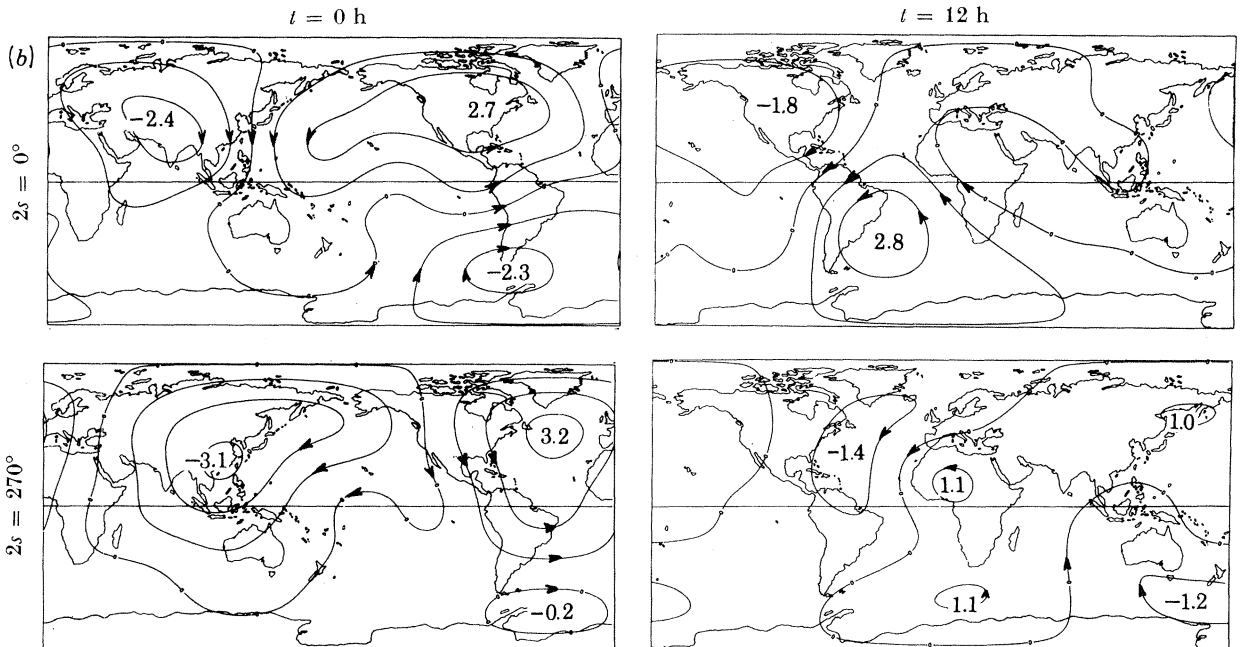 t = 0 h
t = 12 h
(b)
2s = 0°
-2.4
2.7
-2.3
-1.8
2.8
2s = 270°
-3.1
3.2
-0.2
-1.4
1.1
1.0
1.1
-1.2